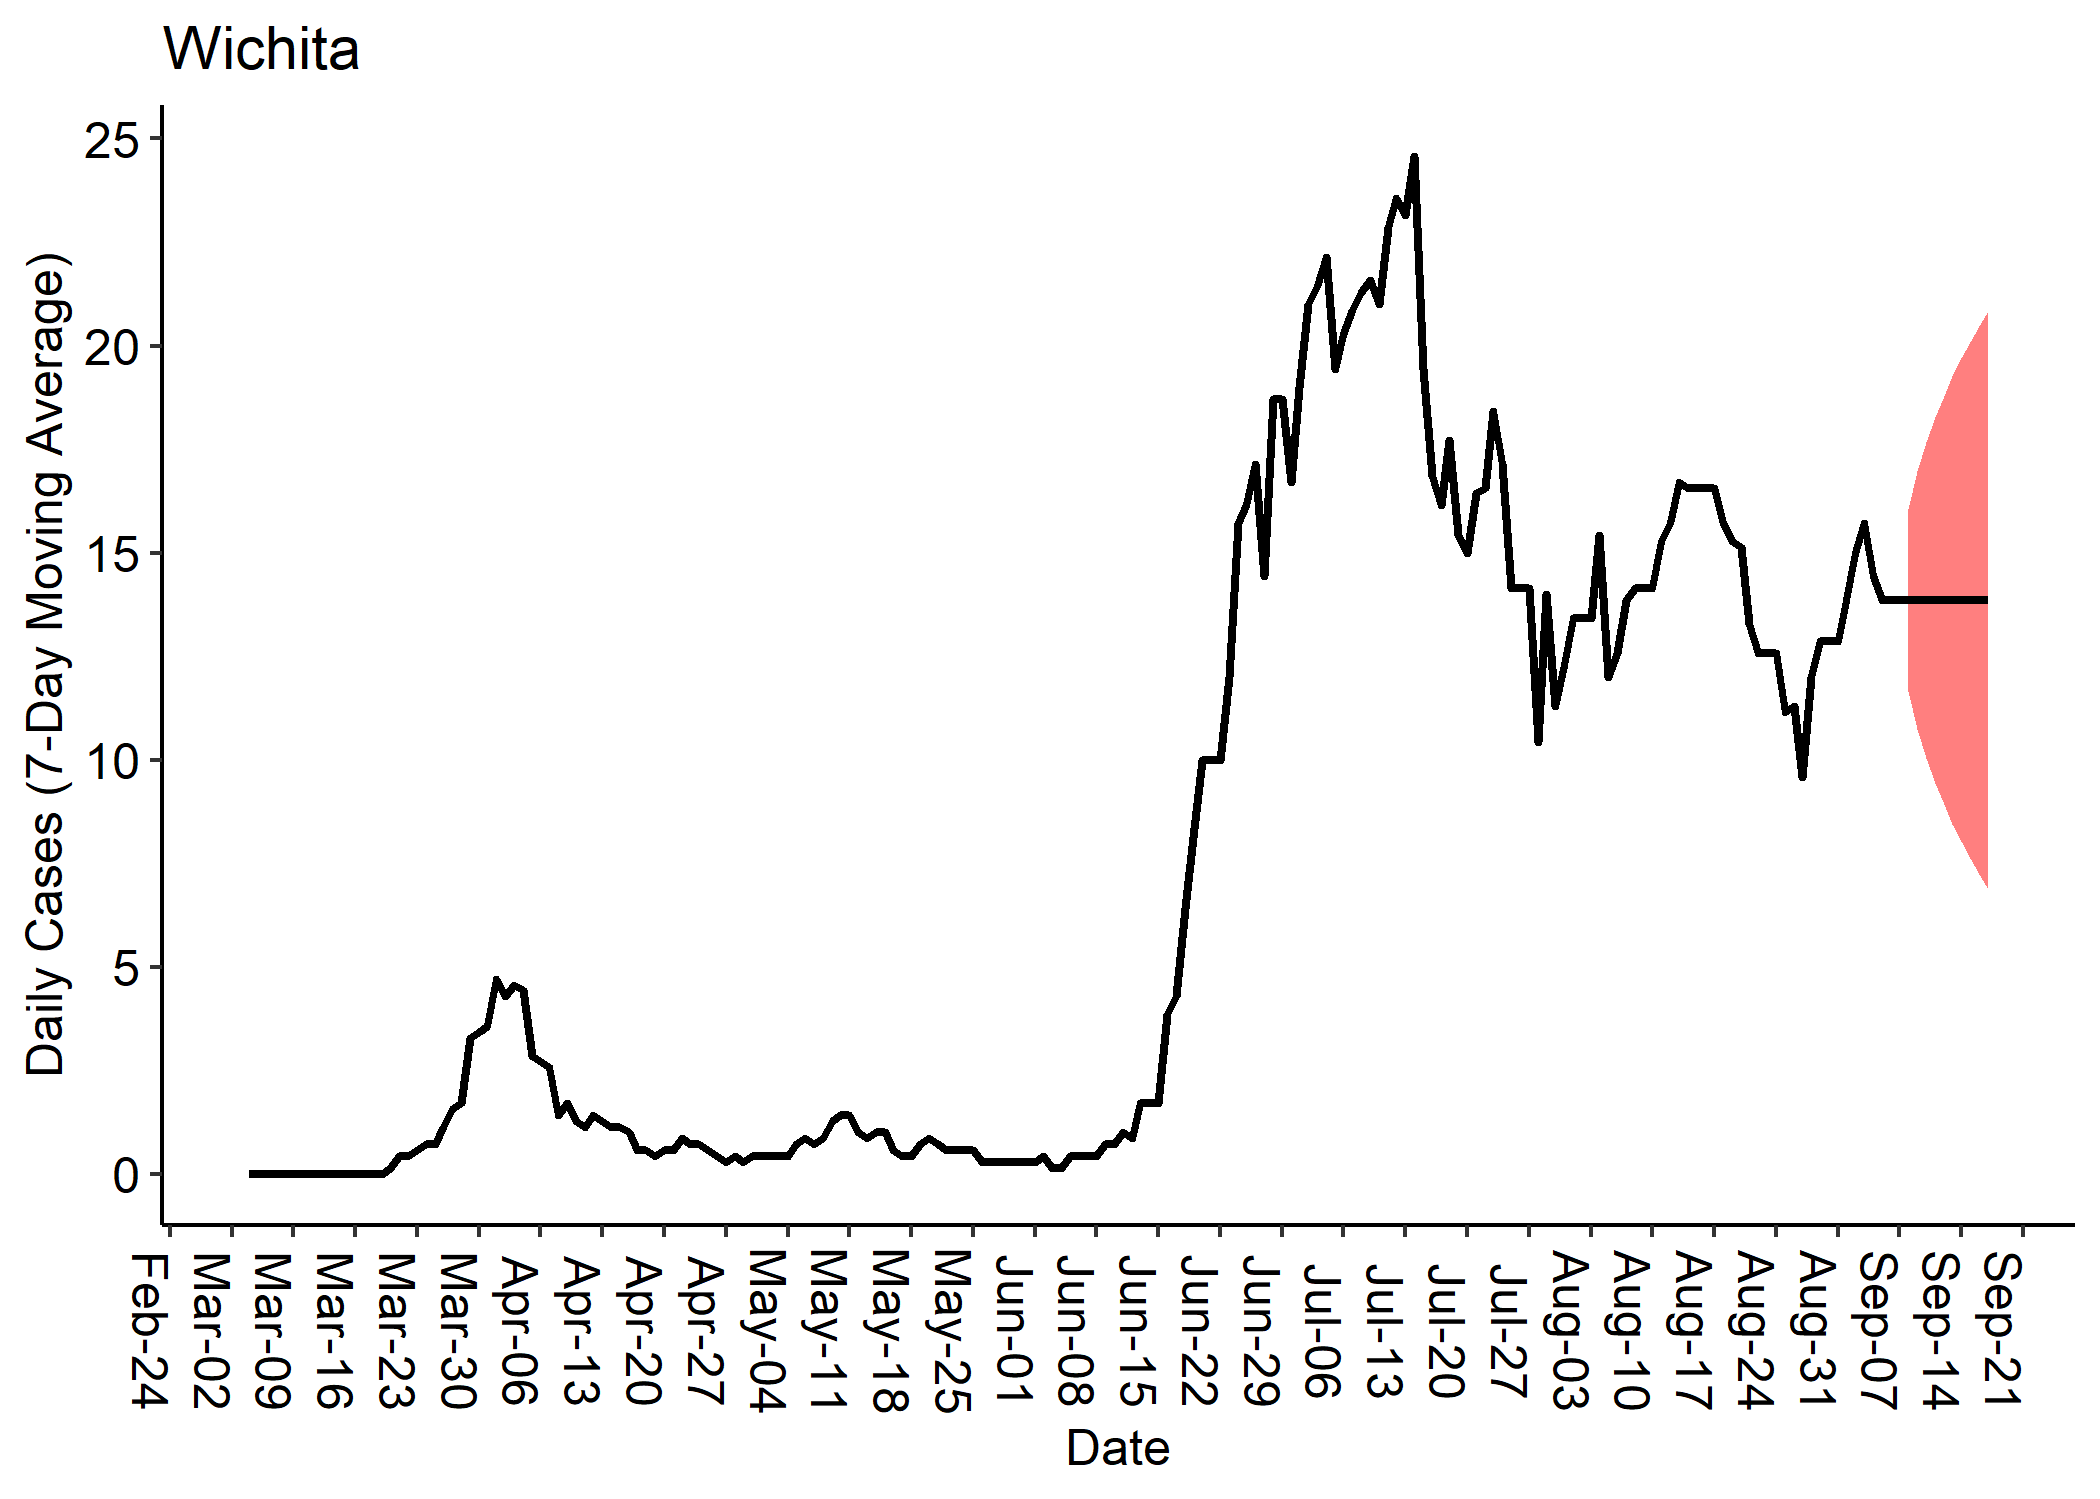 Wichita
Daily Cases (7-Day Moving Average)
25
20
15
10
5
0
Feb-24
Mar-02
Mar-09
Mar-16
Mar-23
Mar-30
Apr-06
Apr-13
Apr-20
Apr-27
May-04
May-11
May-18
May-25
Jun-01
Jun-08
Jun-15
Jun-22
Jun-29
Jul-06
Jul-13
Jul-20
Jul-27
Aug-03
Aug-10
Aug-17
Aug-24
Aug-31
Sep-07
Sep-14
Sep-21
Date